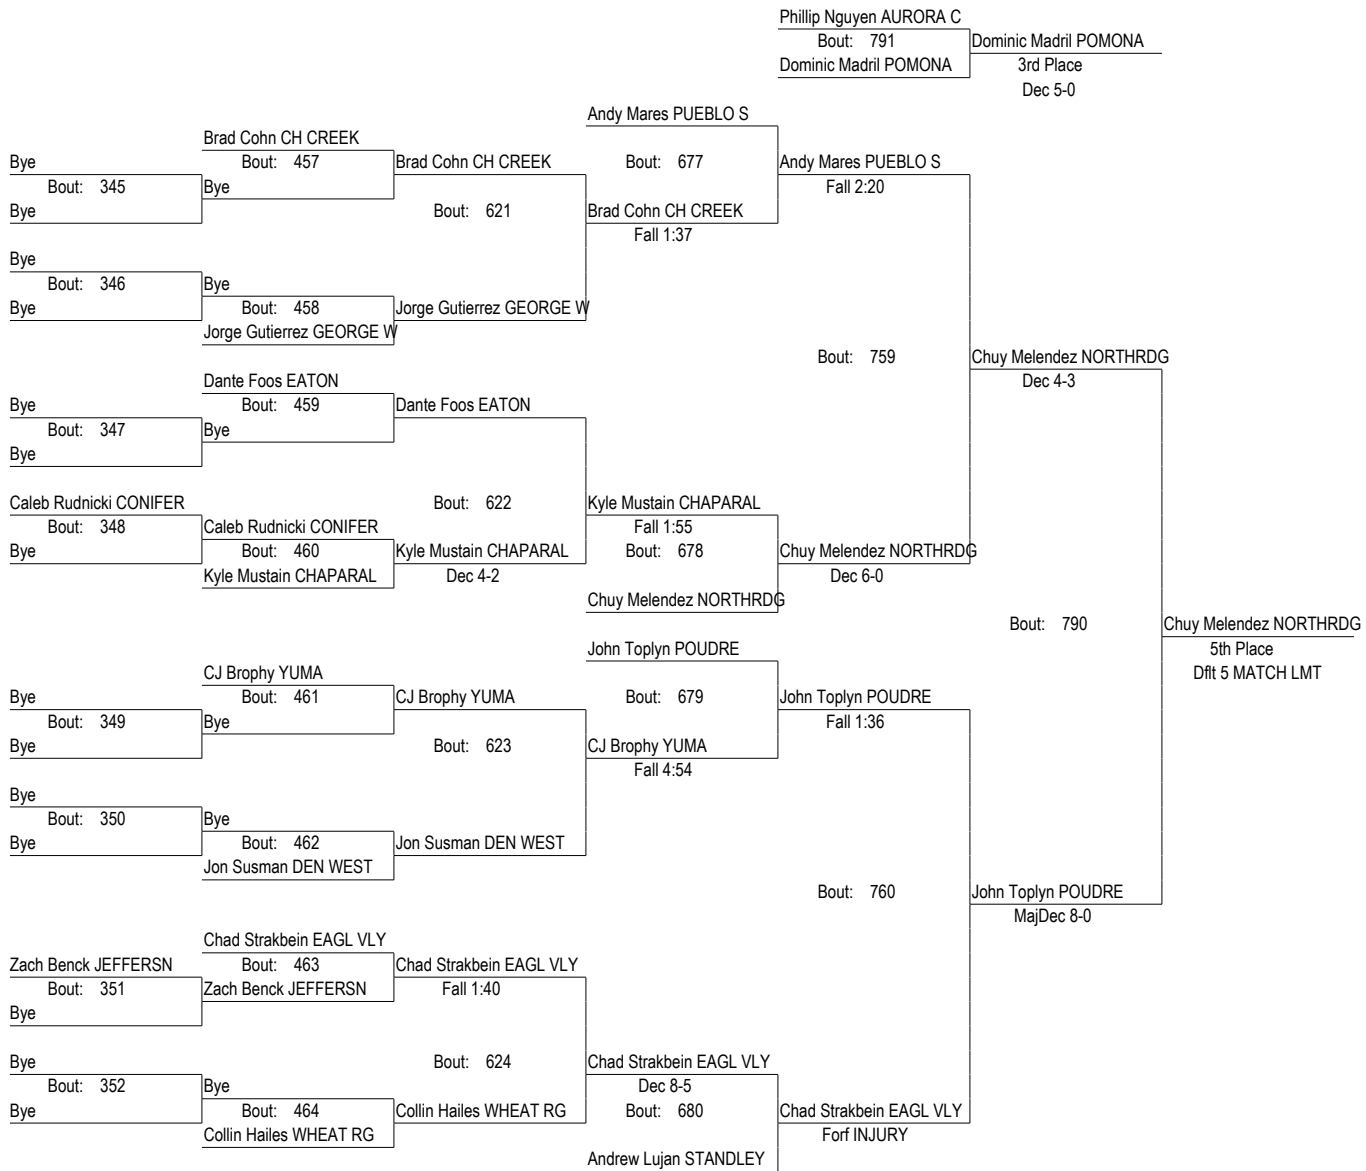 Phillip Nguyen AURORA C
Bout: 791
Dominic Madril POMONA
Dominic Madril POMONA
3rd Place
Dec 5-0
Andy Mares PUEBLO S
Brad Cohn CH CREEK
Bye
Bout: 457
Brad Cohn CH CREEK
Bout: 677
Andy Mares PUEBLO S
Bout: 345
Bye
Fall 2:20
Bye
Bout: 621
Brad Cohn CH CREEK
Fall 1:37
Bye
Bout: 346
Bye
Bye
Bout: 458
Jorge Gutierrez GEORGE W
Jorge Gutierrez GEORGE W
Bout: 759
Chuy Melendez NORTHRDG
Dec 4-3
Dante Foos EATON
Bye
Bout: 459
Dante Foos EATON
Bout: 347
Bye
Bye
Caleb Rudnicki CONIFER
Bout: 622
Kyle Mustain CHAPARAL
Bout: 348
Caleb Rudnicki CONIFER
Fall 1:55
Bye
Bout: 460
Kyle Mustain CHAPARAL
Bout: 678
Chuy Melendez NORTHRDG
Kyle Mustain CHAPARAL
Dec 4-2
Dec 6-0
Chuy Melendez NORTHRDG
Bout: 790
Chuy Melendez NORTHRDG
5th Place
Dflt 5 MATCH LMT
John Toplyn POUDRE
CJ Brophy YUMA
Bye
Bout: 461
CJ Brophy YUMA
Bout: 679
John Toplyn POUDRE
Bout: 349
Bye
Fall 1:36
Bye
Bout: 623
CJ Brophy YUMA
Fall 4:54
Bye
Bout: 350
Bye
Bye
Bout: 462
Jon Susman DEN WEST
Jon Susman DEN WEST
Bout: 760
John Toplyn POUDRE
MajDec 8-0
Chad Strakbein EAGL VLY
Zach Benck JEFFERSN
Bout: 463
Chad Strakbein EAGL VLY
Bout: 351
Zach Benck JEFFERSN
Fall 1:40
Bye
Bye
Bout: 624
Chad Strakbein EAGL VLY
Bout: 352
Bye
Dec 8-5
Bye
Bout: 464
Collin Hailes WHEAT RG
Bout: 680
Chad Strakbein EAGL VLY
Collin Hailes WHEAT RG
Forf INJURY
Andrew Lujan STANDLEY